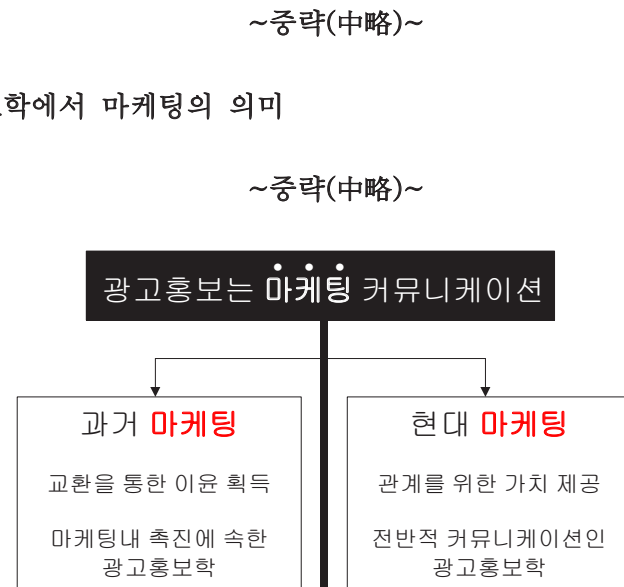 ~중략(中略)~
학에서 마케팅의 의미
~중략(中略)~
광고홍보는 마케팅 커뮤니케이션
과거 마케팅
교환을 통한 이윤 획득
마케팅내 촉진에 속한
광고홍보학
현대 마케팅
관계를 위한 가치 제공
전반적 커뮤니케이션인
광고홍보학